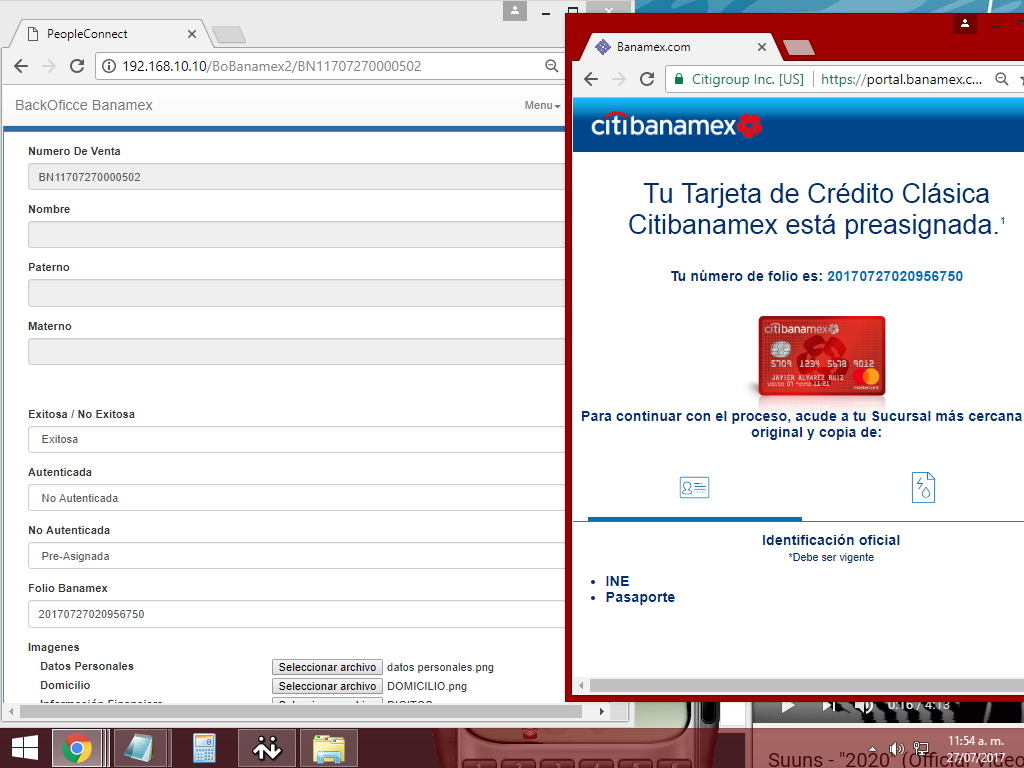 PeopleConnect
192.168.10.10/BoBanamex2/BN11707270000502
BackOficce Banamex
Menu
Numero De Venta
BN11707270000502
Nombre
Paterno
Materno
Exitosa / No Exitosa
Exitosa
Autenticada
No Autenticada
No Autenticada
Pre-Asignada
Folio Banamex
20170727020956750
Imagenes
Datos Personales
Seleccionar archivo datos personales.png
Domicilio
Seleccionar archivo DOMICILIO.png
Banamex.com
Citigroup Inc. [US]
https://portal.banamex.c...
citibanamex
Tu Tarjeta de Crédito Clásica
Citibanamex está preasignada.1
Tu número de folio es: 20170727020956750
citibanamex
5709 1234 5678 9012
JAVIER ALVAREZ RUIZ
mastercard
Para continuar con el proceso, acude a tu Sucursal más cercana
original y copia de:
Identificación oficial
*Debe ser vigente
INE
Pasaporte
0:16 / 4:13
Suuns - "2020" (Official Video
11:54 a. m.
27/07/2017